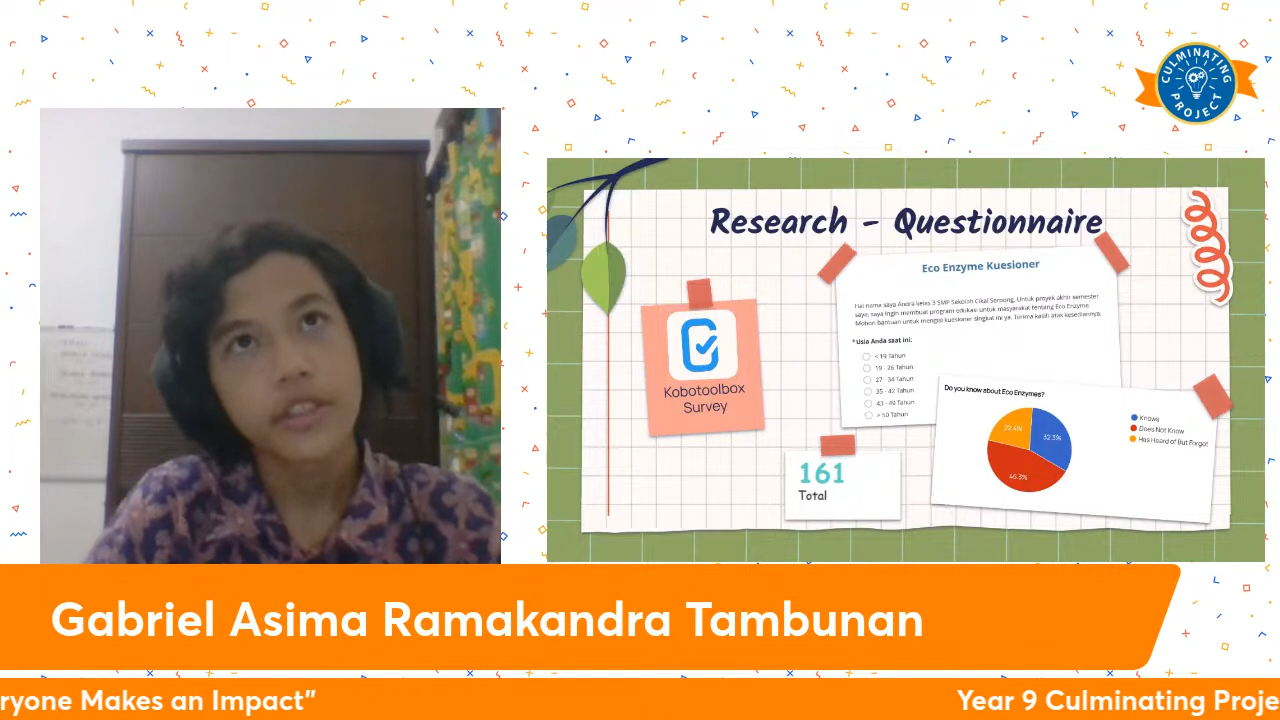 CULMINATING
PROJECT
Research - Questionnaire
Eco Enzyme Kuesioner
Hai nama saya Andra kelas 3 SMP Sekolah Cikal Serpong. Untuk proyek akhir semester
saya, saya ingin membuat program edukasi untuk masyarakat tentang Eco Enzyme.
Mohon bantuan untuk mengisi kuesioner singkat ini ya. Terima kasih atas kesediannya.
* Usia Anda saat ini:
< 19 Tahun
19 - 26 Tahun
27 - 34 Tahun
35 - 42 Tahun
43 - 49 Tahun
> 50 Tahun
Kobotoolbox
Survey
161
Total
Do you know about Eco Enzymes?
22.4%
32.3%
45.3%
Knows
Does Not Know
Has Heard of But Forgot
Gabriel Asima Ramakandra Tambunan
ryone Makes an Impact"
Year 9 Culminating Proje